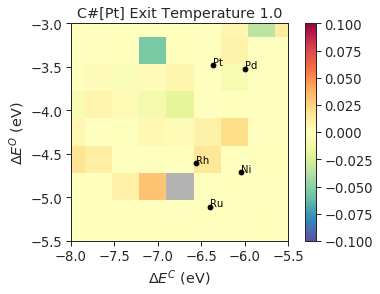 C#[Pt] Exit Temperature 1.0
−3.0
−3.5
−4.0
−4.5
−5.0
−5.5
ΔE^O (eV)
Pt
Pd
Rh
Ni
Ru
−8.0 −7.5 −7.0 −6.5 −6.0 −5.5
ΔE^C (eV)
0.100
0.075
0.050
0.025
0.000
−0.025
−0.050
−0.075
−0.100